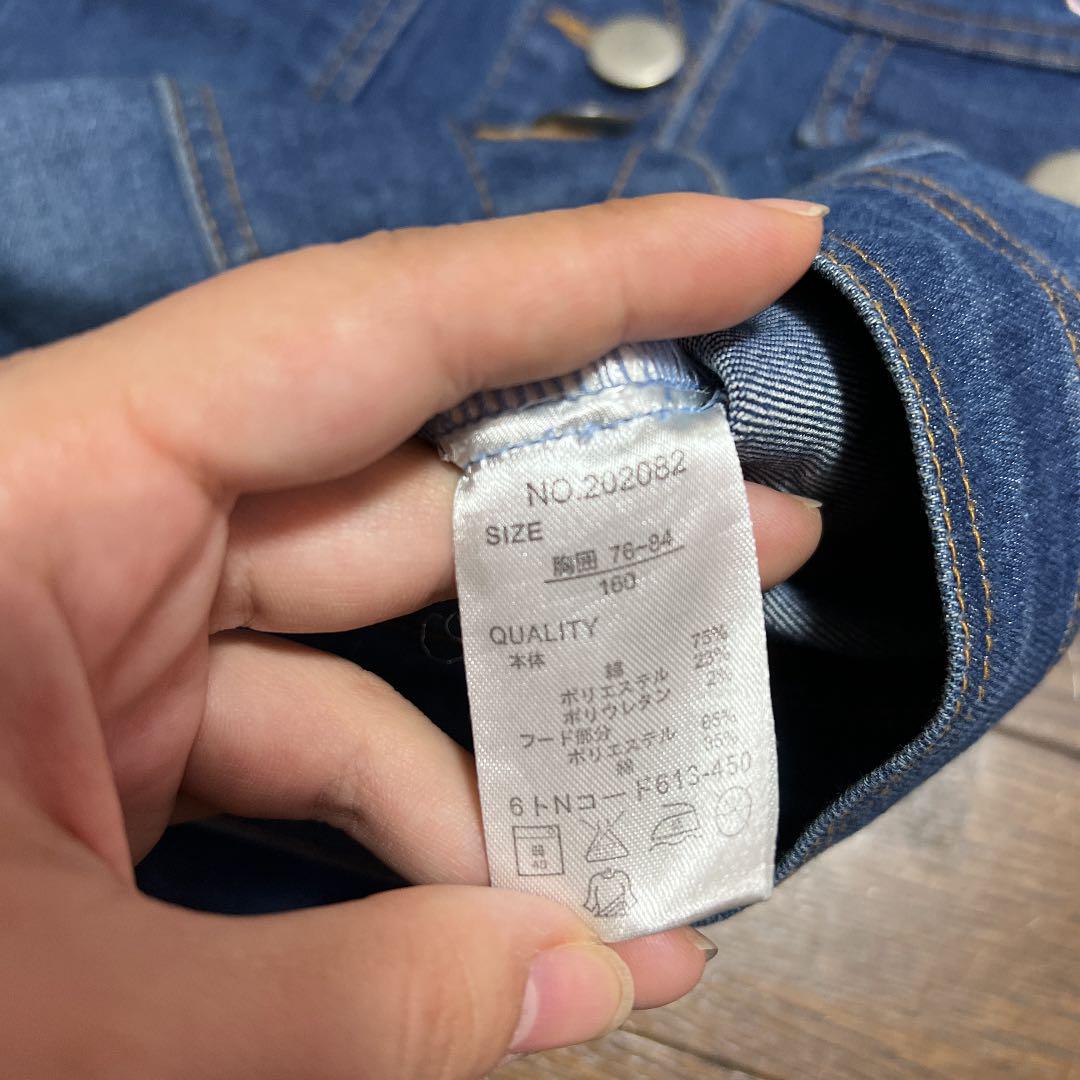 NO.202082
SIZE
胸囲 76-84
160
QUALITY
本体
綿 75%
ポリエステル 23%
ポリウレタン 2%
フード部分
ポリエステル 65%
綿 35%
6トNコード613-450
弱
40